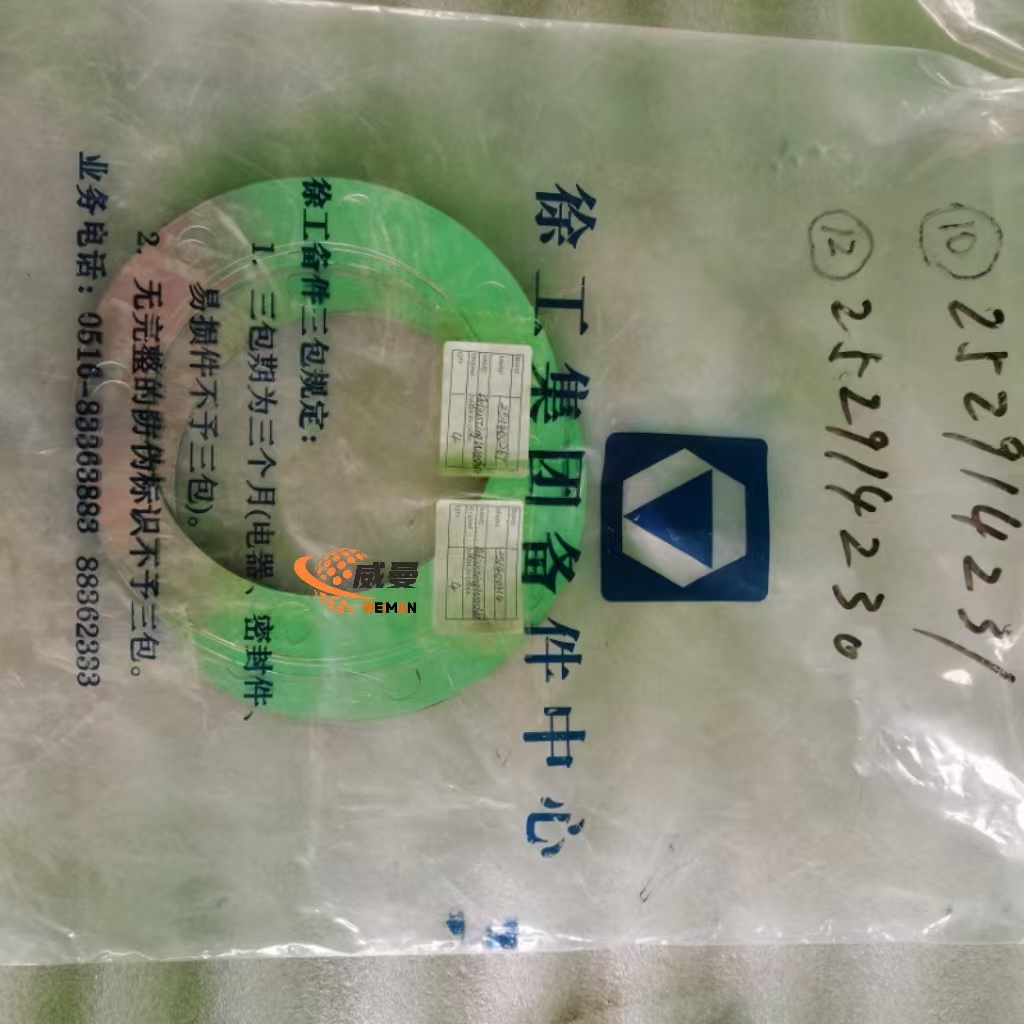 ⑩ 252914231
⑫ 252914230
徐工集团备件中心
徐工备件三包规定：
1. 三包期为三个月(电器、密封件、
易损件不予三包)。
2. 无完整的防伪标识不予三包。
业务电话：0516-88363883 88362333
威曼
WEMAN